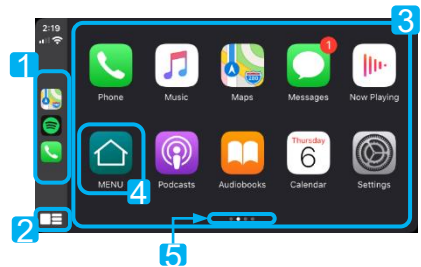 2:19
1
2
3
1
Phone
Music
280
Maps
Messages
Now Playing
MENU
4
Podcasts
Audiobooks
Thursday
6
Calendar
Settings
5